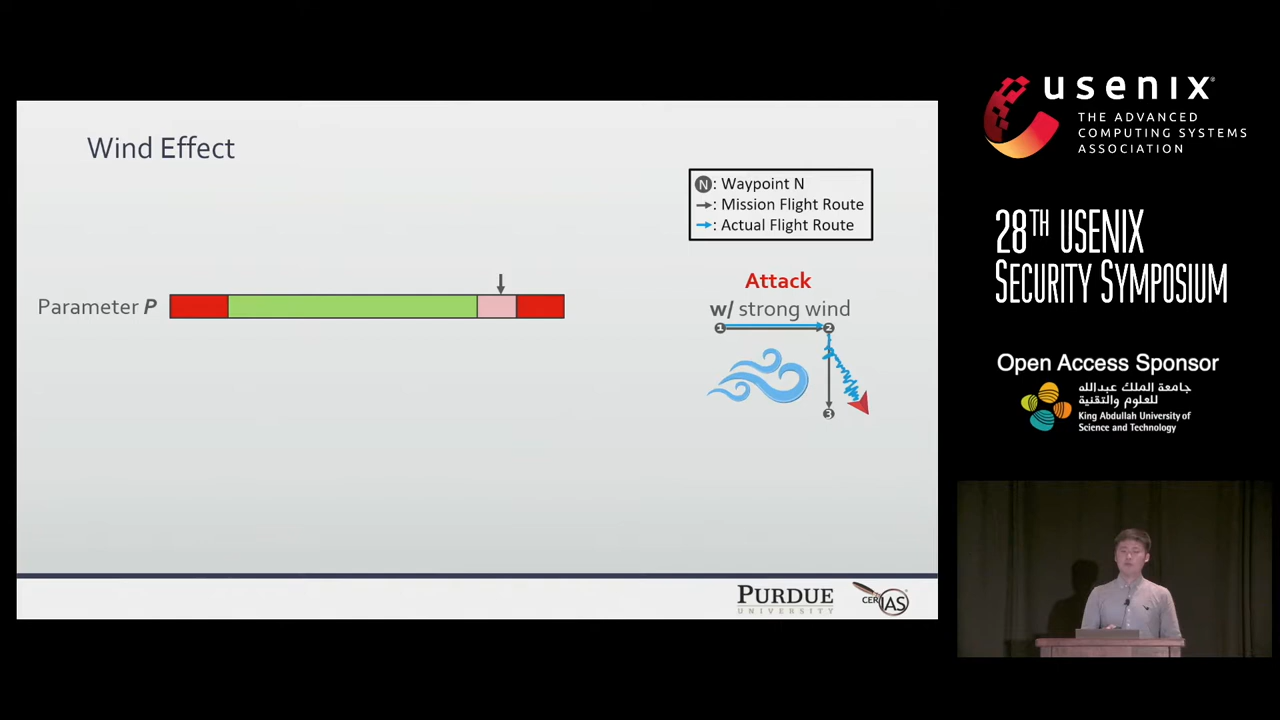 Wind Effect
N : Waypoint N
: Mission Flight Route
: Actual Flight Route
Parameter P
Attack
w/ strong wind
1
2
3
PURDUE
UNIVERSITY
CERIAS
usenix
THE ADVANCED
COMPUTING SYSTEMS
ASSOCIATION
28TH USENIX
SECURITY SYMPOSIUM
Open Access Sponsor
جامعة الملك عبدالله
للعلوم والتقنية
King Abdullah University of
Science and Technology